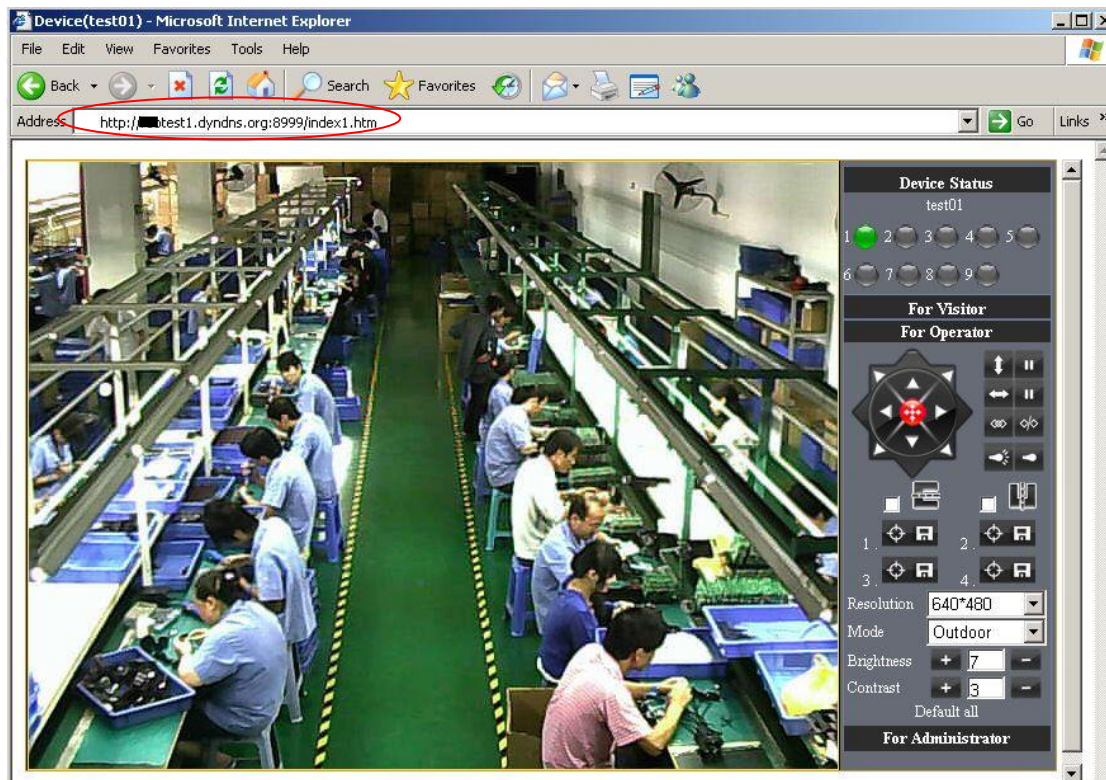 Device(test01) - Microsoft Internet Explorer
File Edit View Favorites Tools Help
Back Search Favorites
Address http://test1.dyndns.org:8999/index1.htm Go Links »
Device Status
test01
1 2 3 4 5
6 7 8 9
For Visitor
For Operator
1. 2.
3. 4.
Resolution 640*480
Mode Outdoor
Brightness + 7 -
Contrast + 3 -
Default all
For Administrator